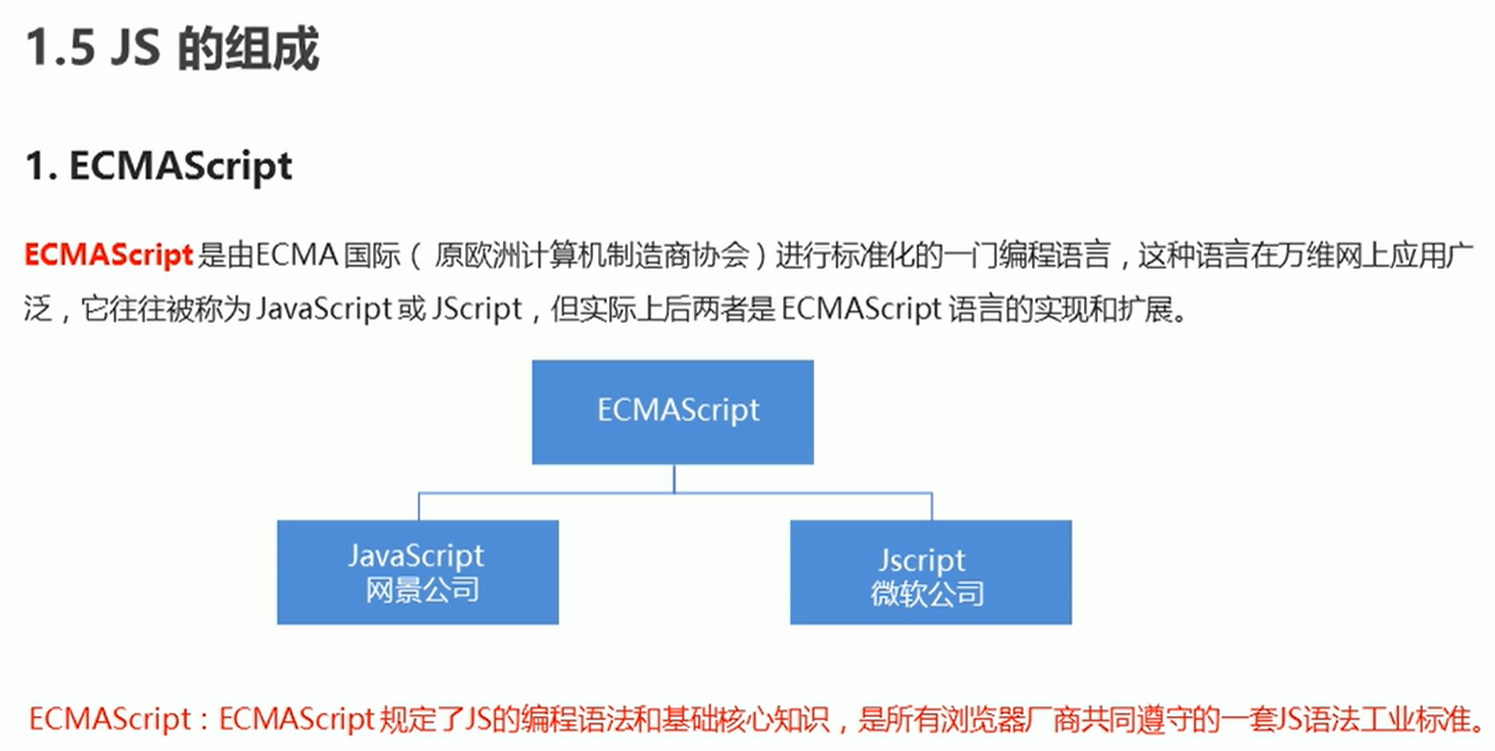 1.5 JS 的组成
1. ECMAScript
ECMAScript 是由ECMA 国际（ 原欧洲计算机制造商协会）进行标准化的一门编程语言，这种语言在万维网上应用广
泛，它往往被称为 JavaScript 或 JScript，但实际上后两者是 ECMAScript 语言的实现和扩展。
ECMAScript
JavaScript
网景公司
Jscript
微软公司
ECMAScript：ECMAScript 规定了JS的编程语法和基础核心知识，是所有浏览器厂商共同遵守的一套JS语法工业标准。